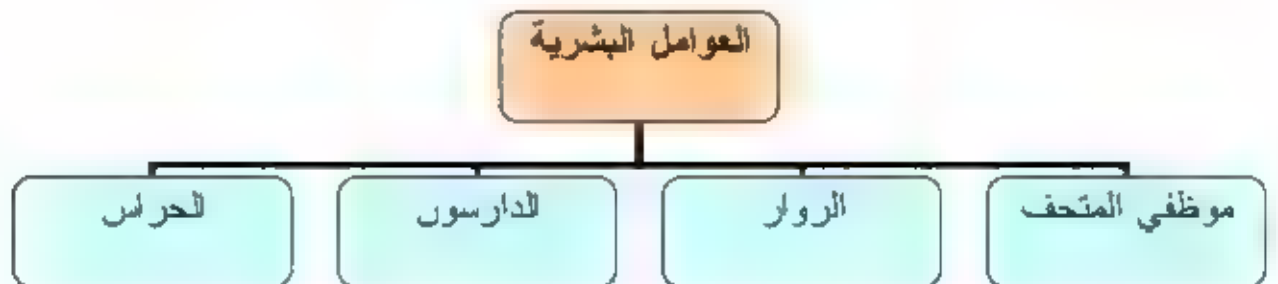 العوامل البشرية
موظفي المتحف
الزوار
الدارسون
الحراس